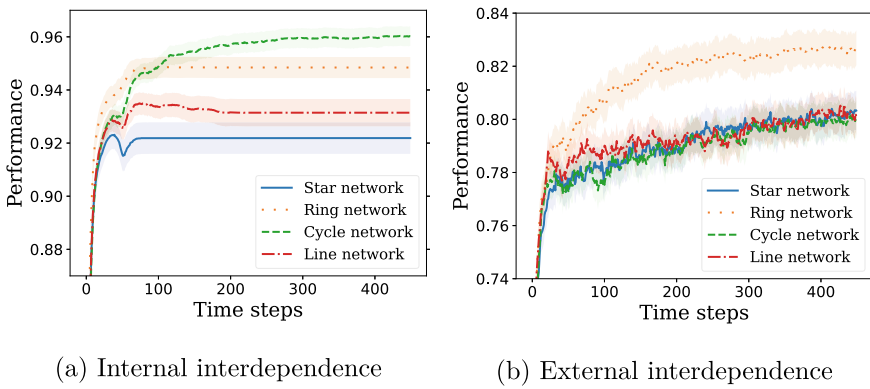 0.96
0.94
0.92
0.90
0.88
Performance
0 100 200 300 400
Time steps
Star network
Ring network
Cycle network
Line network
(a) Internal interdependence
0.84
0.82
0.80
0.78
0.76
0.74
Performance
0 100 200 300 400
Time steps
Star network
Ring network
Cycle network
Line network
(b) External interdependence